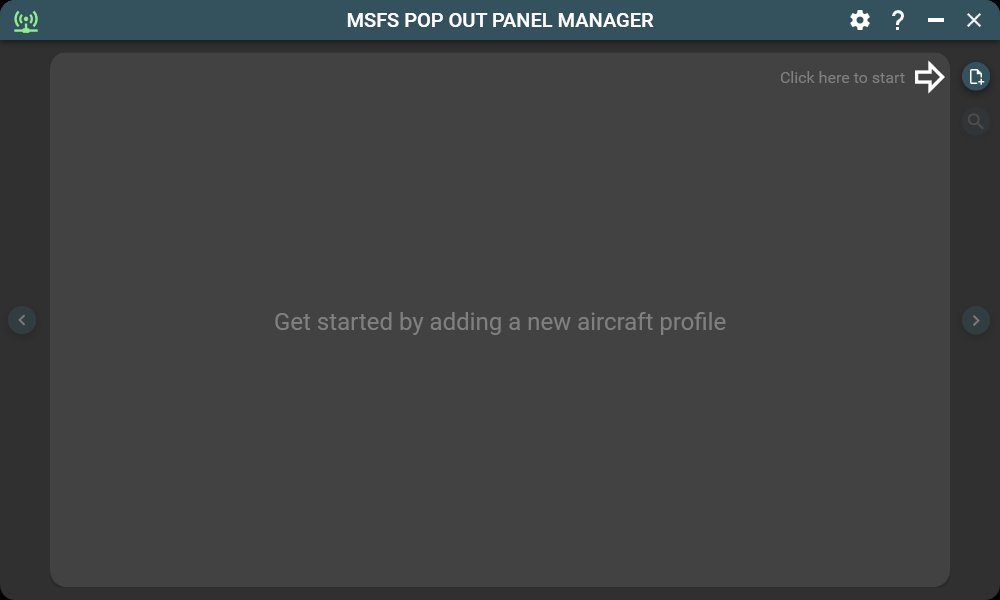 MSFS POP OUT PANEL MANAGER
Click here to start
Get started by adding a new aircraft profile